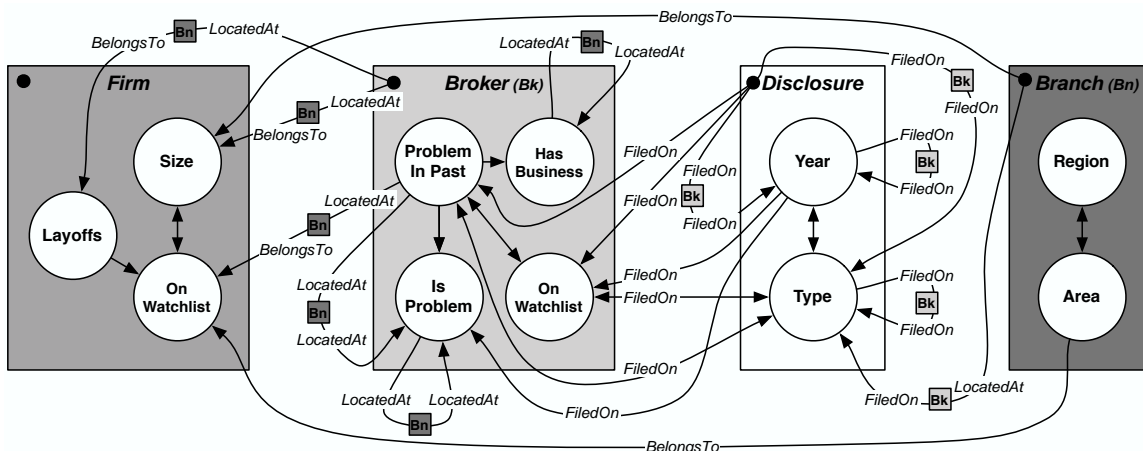 BelongsTo
BelongsTo Bn LocatedAt
LocatedAt Bn LocatedAt
FiledOn
Bk
FiledOn
Firm
Broker (Bk)
Disclosure
Branch (Bn)
LocatedAt
Bn
BelongsTo
Size
Problem
In Past
Has
Business
FiledOn
FiledOn
Bk
FiledOn
FiledOn
Bk
FiledOn
Year
Region
LocatedAt
Bn
BelongsTo
FiledOn
Layoffs
On
Watchlist
LocatedAt
Bn
LocatedAt
Is
Problem
On
Watchlist
FiledOn
FiledOn
Type
FiledOn
Bk
FiledOn
Area
FiledOn
LocatedAt
Bn
LocatedAt
FiledOn
FiledOn
Bk
LocatedAt
BelongsTo